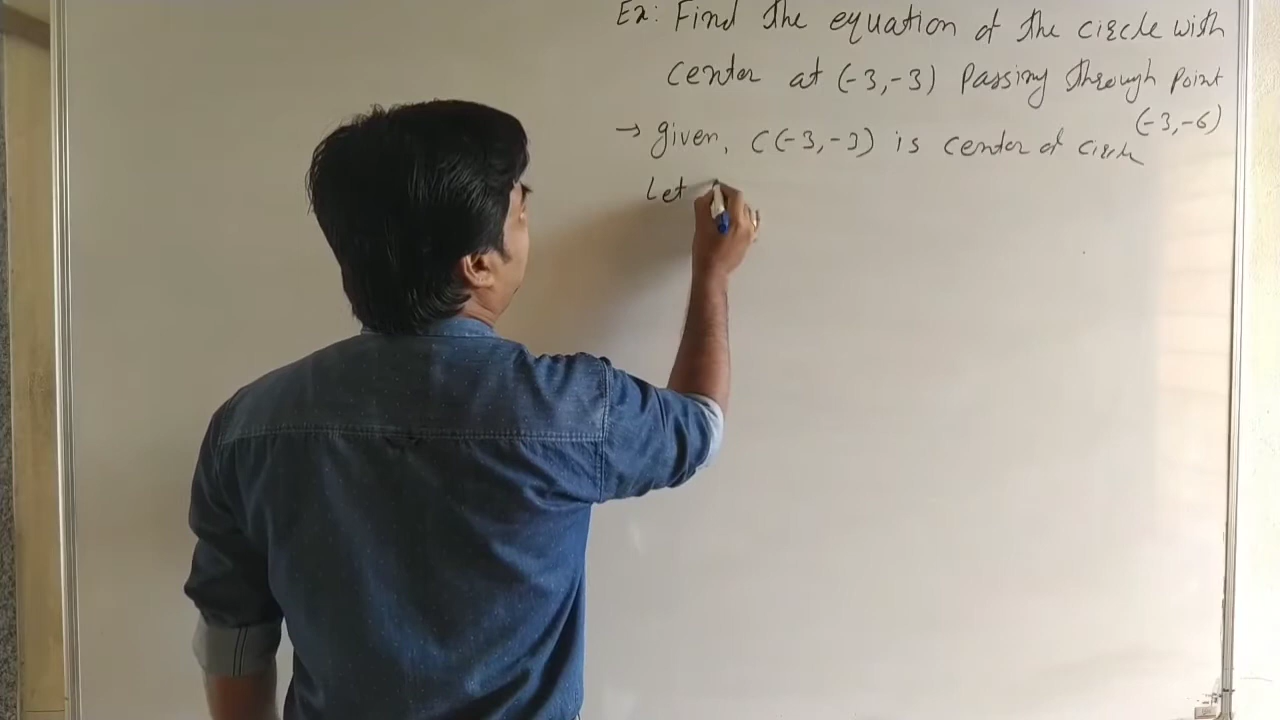 Ex: Find the equation of the circle with
center at (-3,-3) Passing through point
(-3,-6)
→ given, C(-3,-3) is center of circle
Let